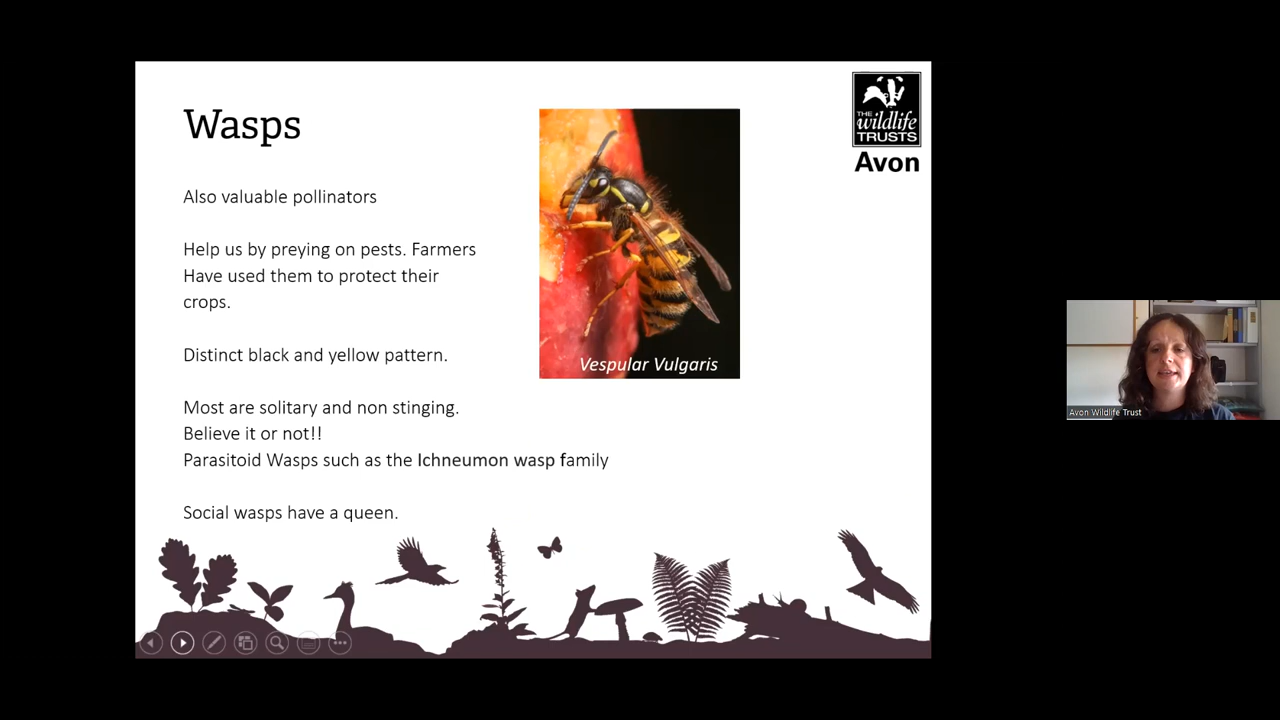 Wasps
Also valuable pollinators
Help us by preying on pests. Farmers
Have used them to protect their
crops.
Distinct black and yellow pattern.
Most are solitary and non stinging.
Believe it or not!!
Parasitoid Wasps such as the Ichneumon wasp family
Social wasps have a queen.
Vespular Vulgaris
THE
wildlife
TRUSTS
Avon
Avon Wildlife Trust